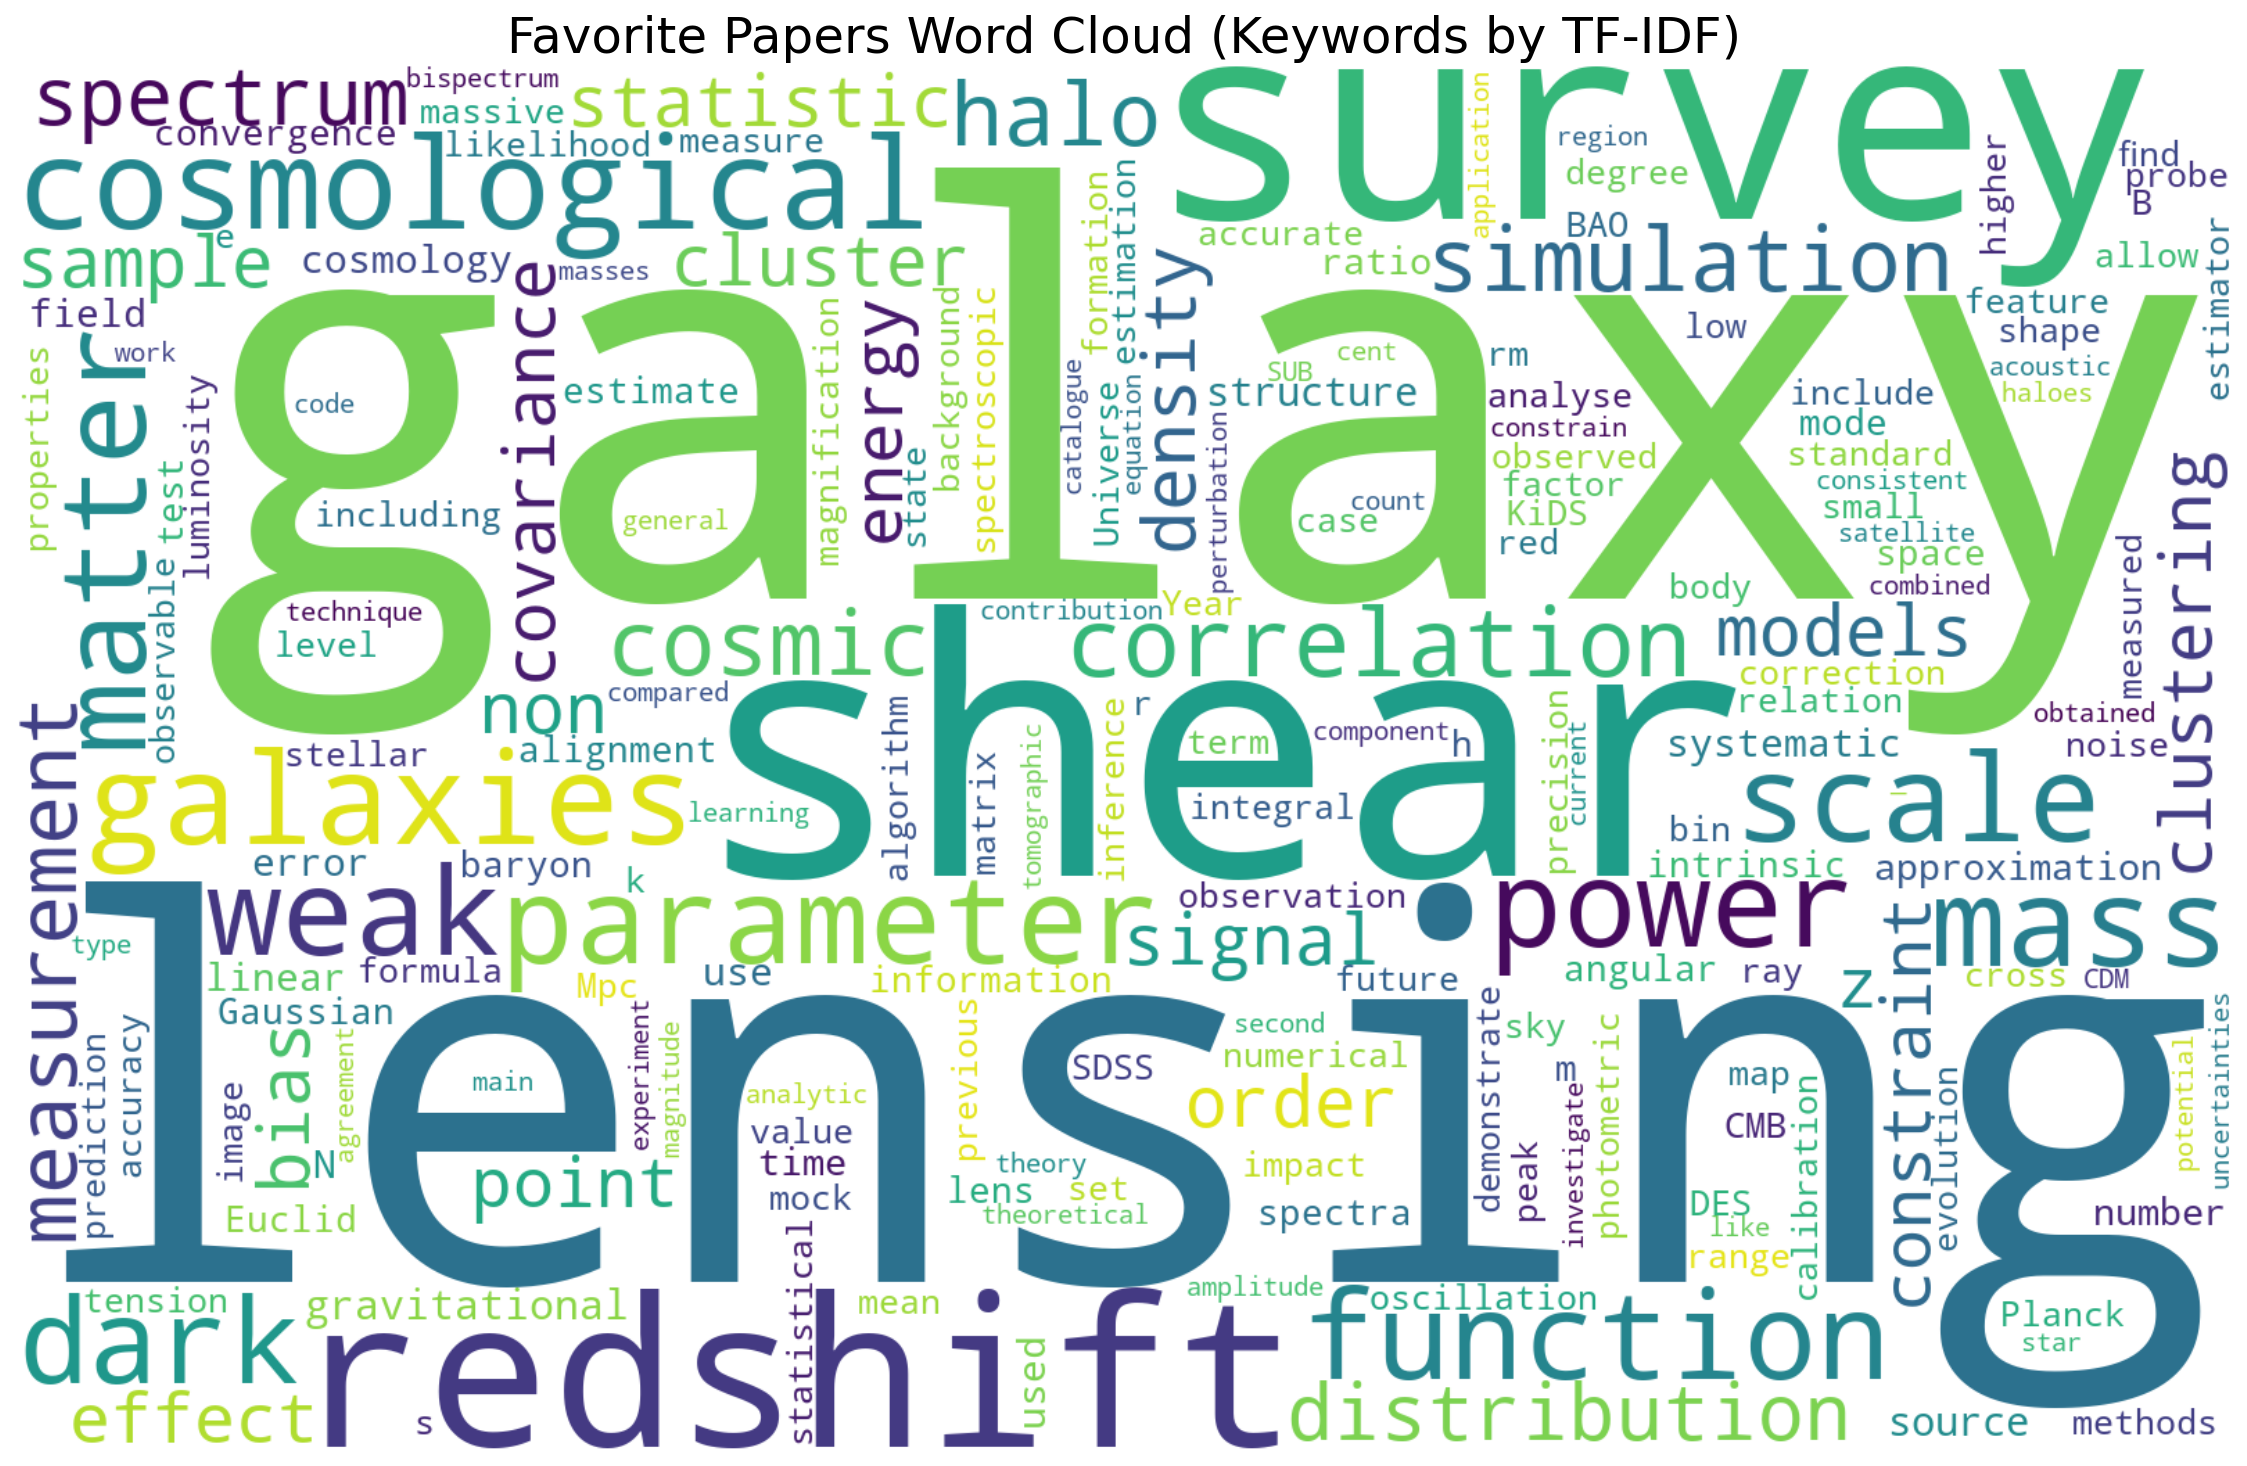 Favorite Papers Word Cloud (Keywords by TF-IDF)
spectrum
bispectrum
massive
statistic
halo
survey
convergence
likelihood
measure
application
region
degree
higher
find
probe
B
cosmological
sample
e
cosmology
masses
cluster
formation
estimation
density
accurate
BAO
ratio
simulation
allow
estimator
field
work
matter
properties
code
covariance
estimate
magnification
energy
state
background
spectroscopic
catalogue
Universe
equation
perturbation
galaxy
SUB
cent
structure
rm
low
feature
shape
acoustic
haloes
analyse
constrain
include
mode
observed
standard
factor
consistent
KiDS
small
case
count
red
satellite
space
body
combined
luminosity
test
observable
including
general
technique
level
cosmic
contribution
Year
correlation
models
correction
relation
measured
clustering
measurement
non
compared
shear
obtained
noise
stellar
alignment
algorithm
matrix
tomographic
inference
r
term
component
h
precision
current
systematic
galaxies
learning
integral
bin
scale
error
baryon
k
intrinsic
approximation
weak
parameter
signal
observation
power
constraint
mass
type
linear
formula
Mpc
use
information
future
angular
ray
z
cross
CDM
lensing
Gaussian
prediction
accuracy
image
bias
N
agreement
main
experiment
magnitude
analytic
value
time
mock
previous
SDSS
second
numerical
order
demonstrate
sky
m
photometric
map
CMB
calibration
evolution
potential
uncertainties
Euclid
point
lens
theory
set
theoretical
impact
spectra
peak
investigate
DES
like
range
number
dark
tension
gravitational
statistical
mean
amplitude
oscillation
function
Planck
star
effect
s
redshift
used
distribution
source
methods